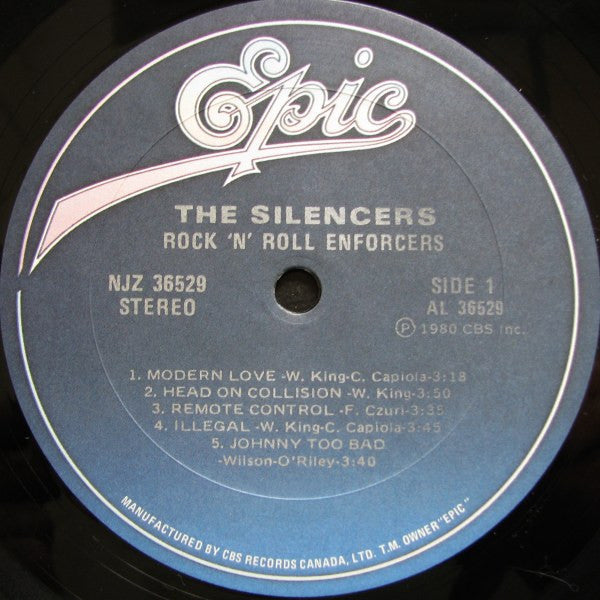 Epic
THE SILENCERS
ROCK 'N' ROLL ENFORCERS
NJZ 36529
STEREO
SIDE 1
AL 36529
Ⓟ 1980 CBS Inc.
1. MODERN LOVE -W. King-C. Capiola-3:18
2. HEAD ON COLLISION -W. King-3:50
3. REMOTE CONTROL -F. Czuri-3:35
4. ILLEGAL -W. King-C. Capiola-3:45
5. JOHNNY TOO BAD
-Wilson-O'Riley-3:40
MANUFACTURED BY CBS RECORDS CANADA, LTD. T.M. OWNER "EPIC"